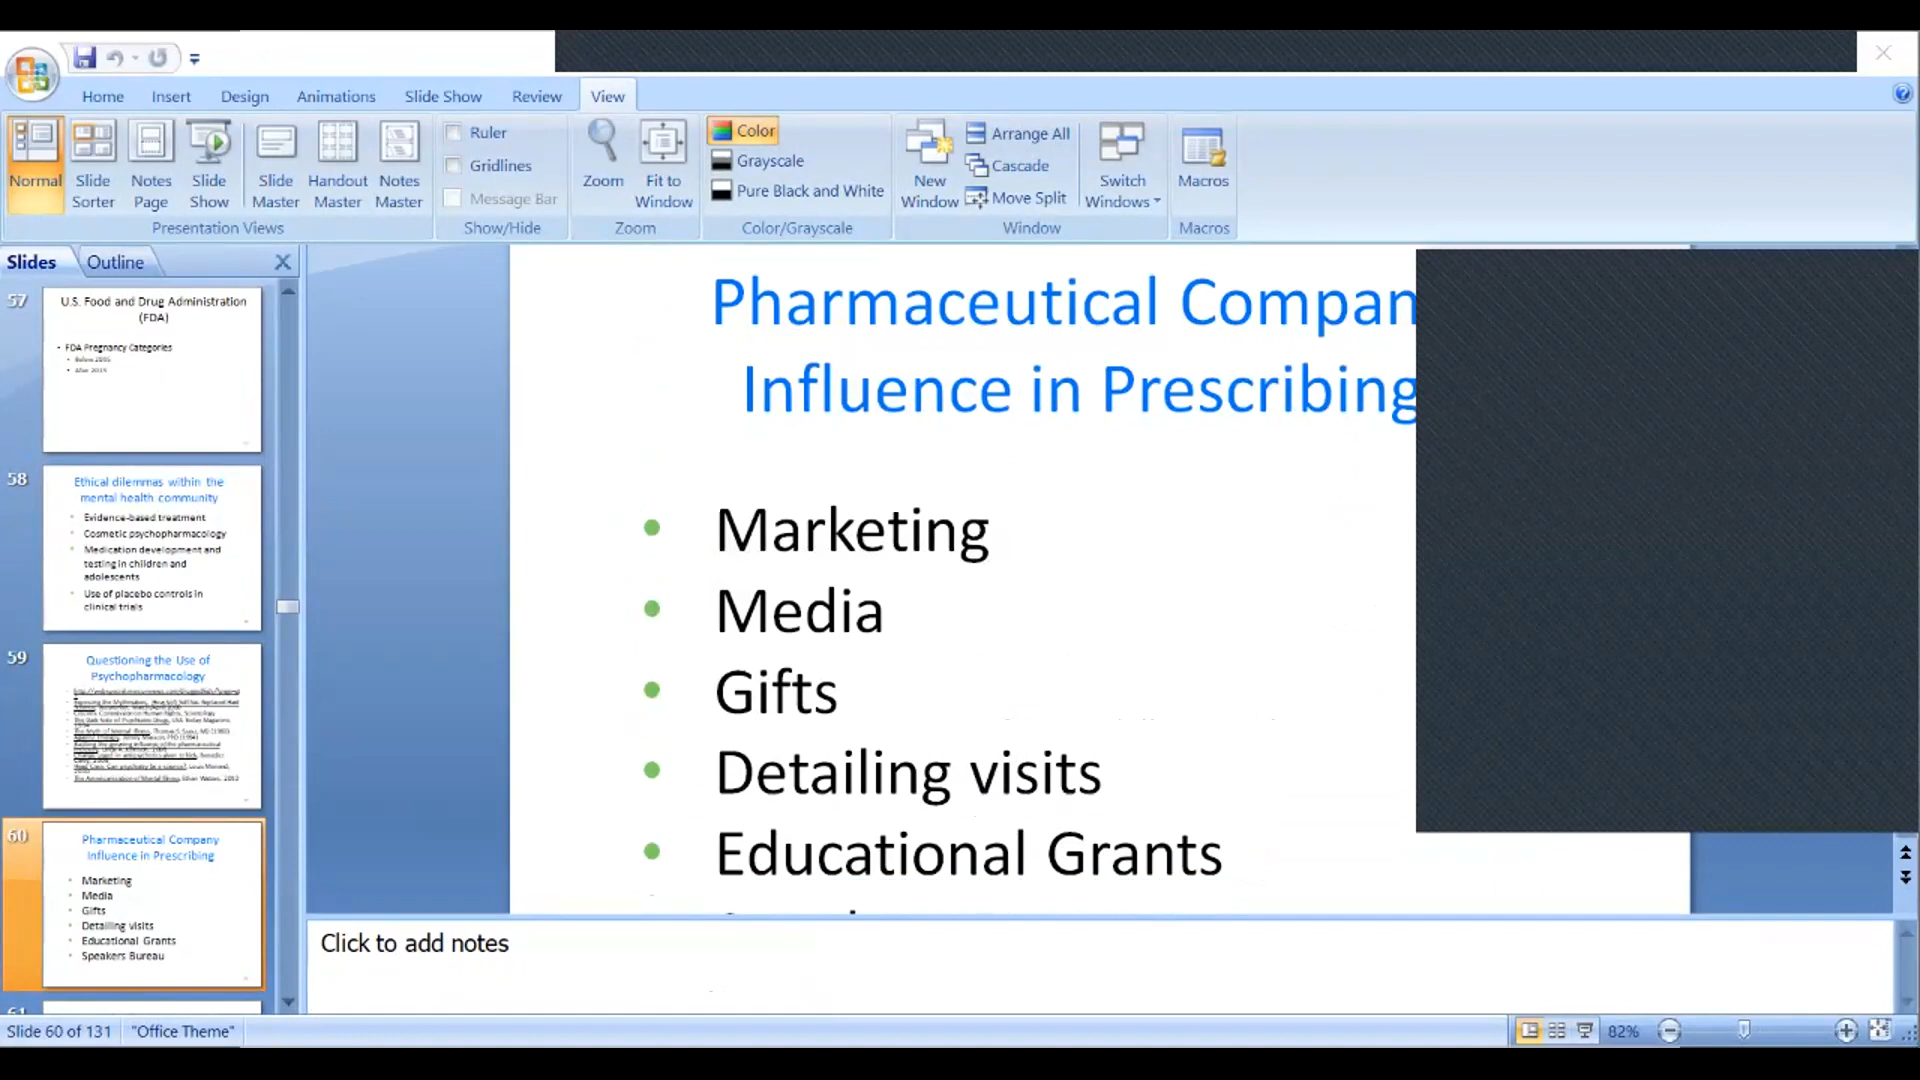 Home Insert Design Animations Slide Show Review View
Normal
Slide Sorter
Notes Page
Slide Show
Slide Master
Handout Master
Notes Master
Presentation Views
Ruler
Gridlines
Message Bar
Show/Hide
Zoom
Fit to Window
Zoom
Color
Grayscale
Pure Black and White
Color/Grayscale
New Window
Arrange All
Cascade
Move Split
Switch Windows
Window
Macros
Macros
Slides Outline
57
U.S. Food and Drug Administration
(FDA)
• FDA Pregnancy Categories
58
Ethical dilemmas within the
mental health community
• Evidence-based treatment
• Cosmetic psychopharmacology
• Medication development and
testing in children and
adolescents
• Use of placebo controls in
clinical trials
59
Questioning the Use of
Psychopharmacology
60
Pharmaceutical Company
Influence in Prescribing
• Marketing
• Media
• Gifts
• Detailing visits
• Educational Grants
• Speakers Bureau
Pharmaceutical Compan
Influence in Prescribing
• Marketing
• Media
• Gifts
• Detailing visits
• Educational Grants
Click to add notes
Slide 60 of 131 "Office Theme" 82%